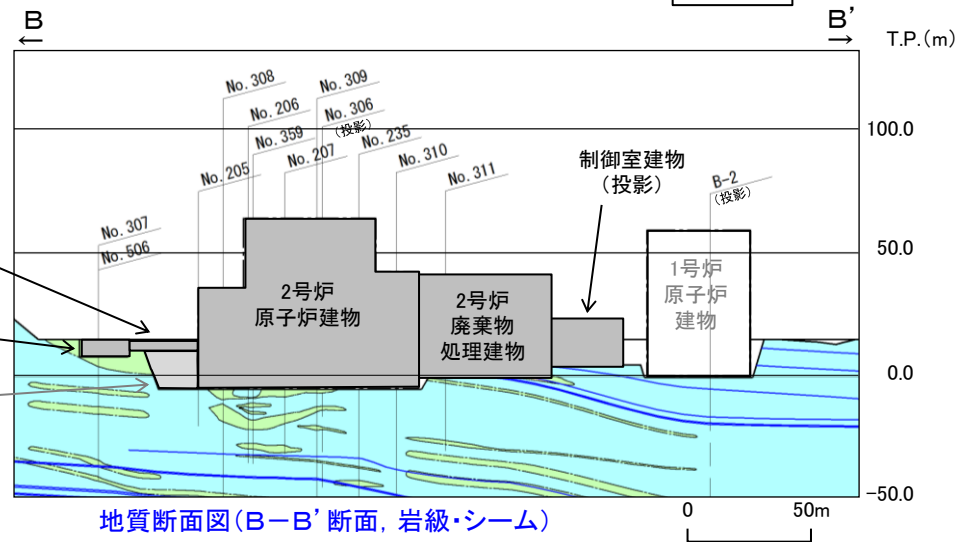 B
B’
T.P.(m)
No. 308
No. 309
No. 206
No. 306
(投影)
No. 359
No. 235
No. 205
No. 207
No. 310
No. 311
100.0
制御室建物
(投影)
B-2
(投影)
No. 307
No. 506
50.0
2号炉
原子炉建物
2号炉
廃棄物
処理建物
1号炉
原子炉
建物
0.0
-50.0
地質断面図(B-B’断面, 岩級・シーム)
0 50m